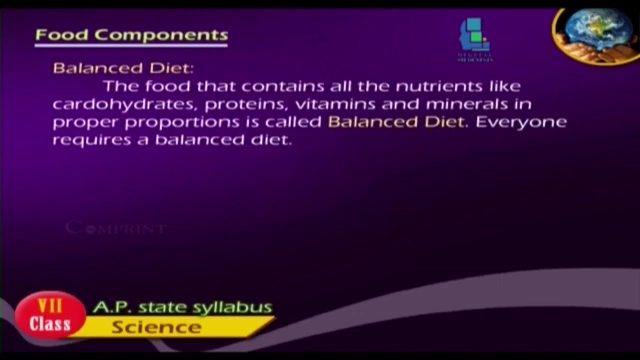 Food Components
Balanced Diet:
The food that contains all the nutrients like
cardohydrates, proteins, vitamins and minerals in
proper proportions is called Balanced Diet. Everyone
requires a balanced diet.
COMPRINT
VII
Class
A.P. state syllabus
Science